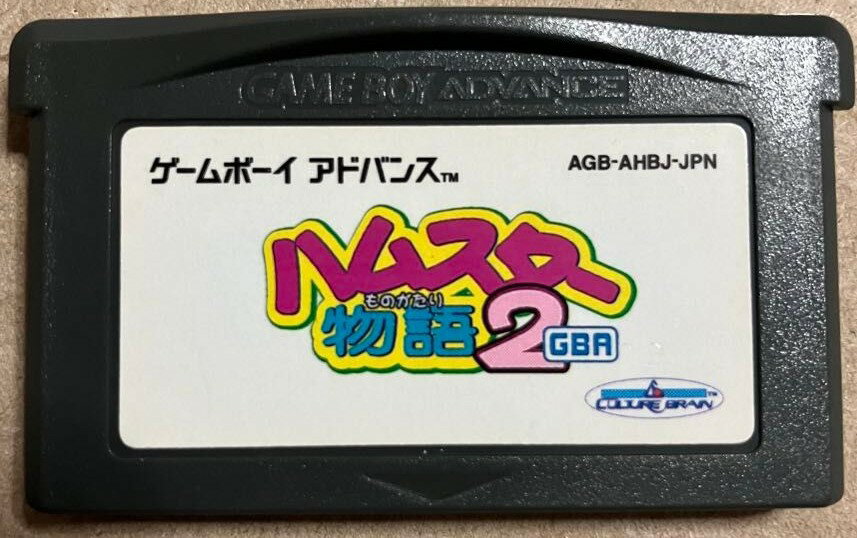 GAME BOY ADVANCE
ゲームボーイ アドバンス™
AGB-AHBJ-JPN
ハムスター
ものがたり
物語2
GBA
CULTURE BRAIN™